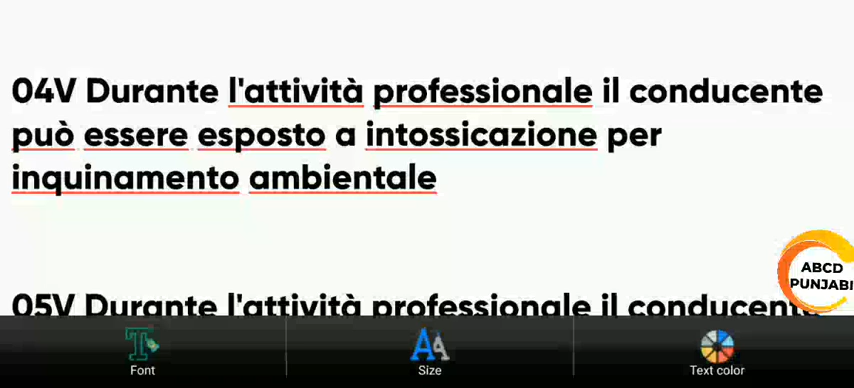 04V Durante l'attività professionale il conducente
può essere esposto a intossicazione per
inquinamento ambientale
ABCD
PUNJABI
05V Durante l'attività professionale il conducente
Font
Size
Text color